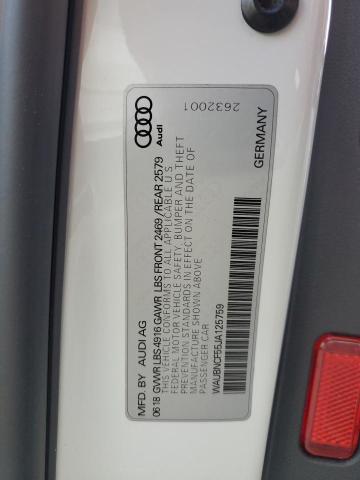 Audi
2632001
MFD. BY AUDI AG
GERMANY
06 18 GVWR LBS 4916 GAWR LBS FRONT 2469 /REAR 2579
THIS VEHICLE CONFORMS TO ALL APPLICABLE U.S.
FEDERAL MOTOR VEHICLE SAFETY, BUMPER AND THEFT
PREVENTION STANDARDS IN EFFECT ON THE DATE OF
MANUFACTURE SHOWN ABOVE.
PASSENGER CAR
WAUBNCF55JA125759